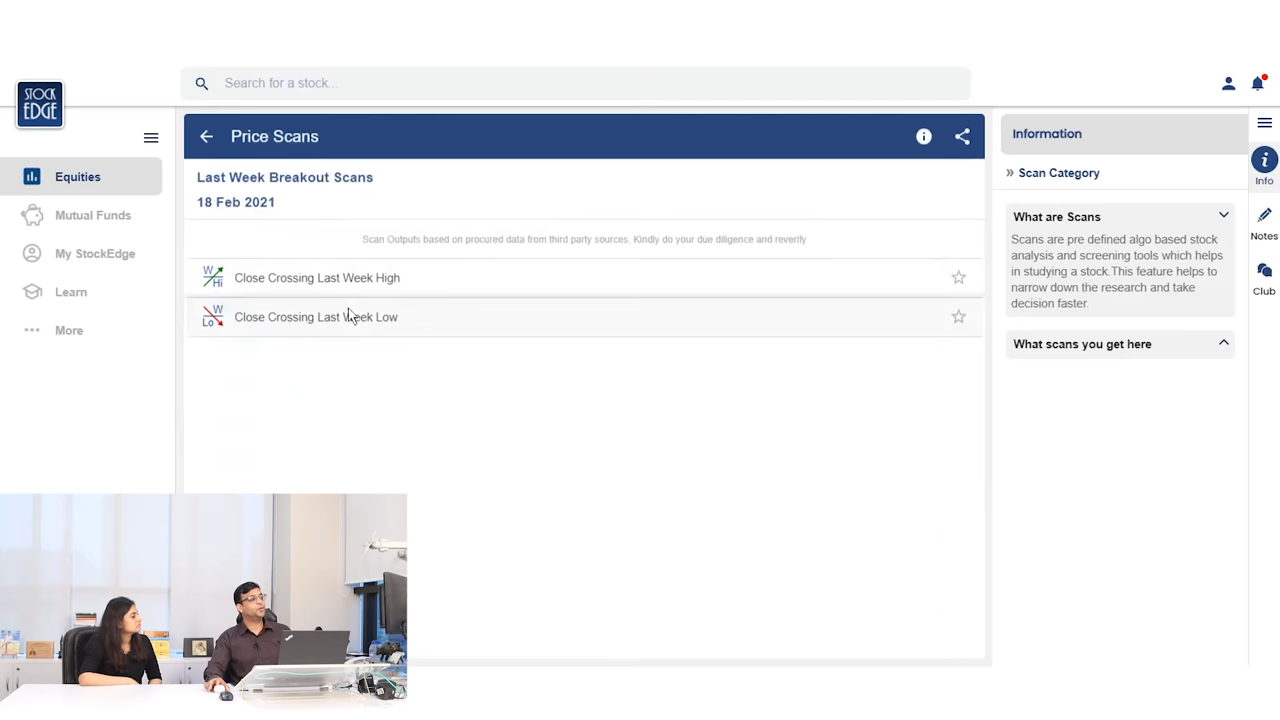 STOCK
EDGE
Search for a stock...
Equities
Mutual Funds
My StockEdge
Learn
More
Price Scans
Last Week Breakout Scans
18 Feb 2021
Scan Outputs based on procured data from third party sources. Kindly do your due diligence and reverify
W
Hi
Close Crossing Last Week High
W
Lo
Close Crossing Last Week Low
Information
» Scan Category
What are Scans
Scans are pre defined algo based stock
analysis and screening tools which helps
in studying a stock.This feature helps to
narrow down the research and take
decision faster.
What scans you get here
Info
Notes
Club